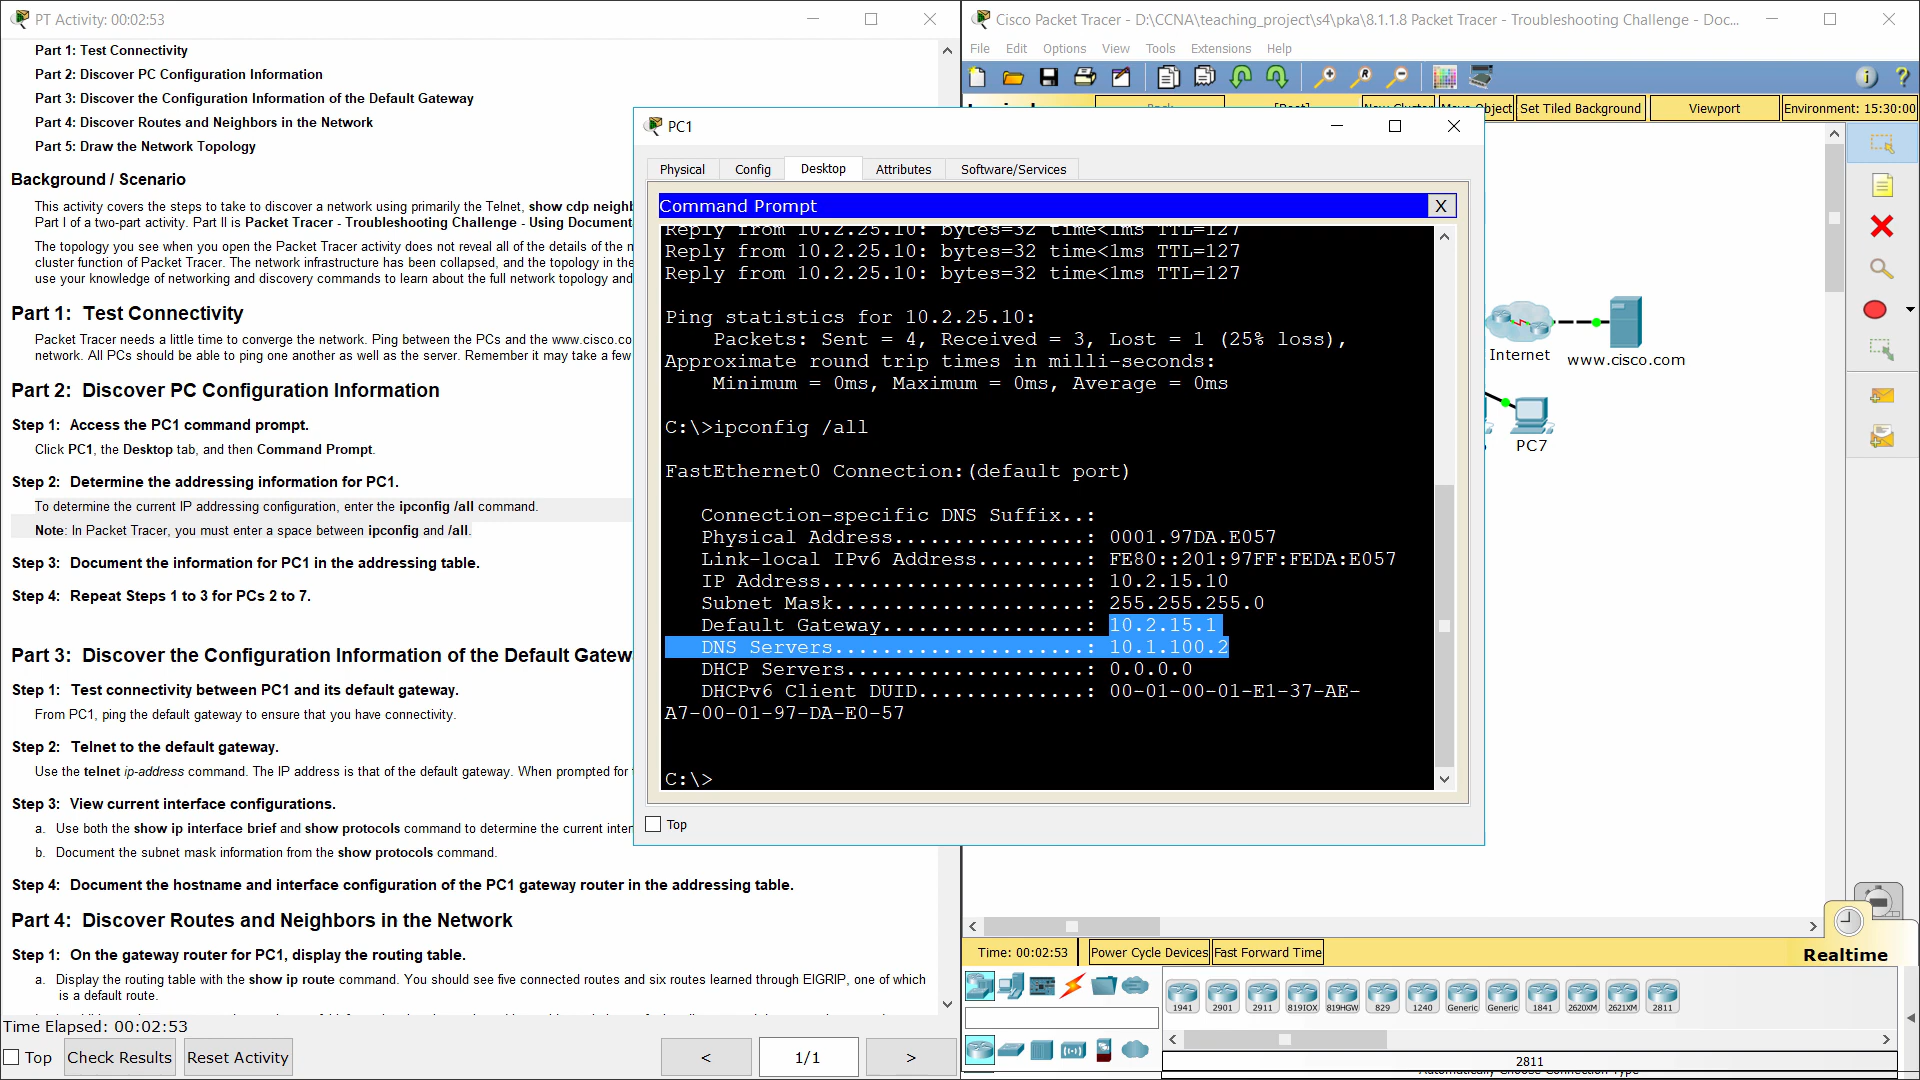 PT Activity: 00:02:53
Part 1: Test Connectivity
Part 2: Discover PC Configuration Information
Part 3: Discover the Configuration Information of the Default Gateway
Part 4: Discover Routes and Neighbors in the Network
Part 5: Draw the Network Topology
Background / Scenario
This activity covers the steps to take to discover a network using primarily the Telnet, show cdp neighb
Part I of a two-part activity. Part II is Packet Tracer - Troubleshooting Challenge - Using Document
The topology you see when you open the Packet Tracer activity does not reveal all of the details of the n
cluster function of Packet Tracer. The network infrastructure has been collapsed, and the topology in the
use your knowledge of networking and discovery commands to learn about the full network topology and
Part 1: Test Connectivity
Packet Tracer needs a little time to converge the network. Ping between the PCs and the www.cisco.co
network. All PCs should be able to ping one another as well as the server. Remember it may take a few
Part 2: Discover PC Configuration Information
Step 1: Access the PC1 command prompt.
Click PC1, the Desktop tab, and then Command Prompt.
Step 2: Determine the addressing information for PC1.
To determine the current IP addressing configuration, enter the ipconfig /all command.
Note: In Packet Tracer, you must enter a space between ipconfig and /all.
Step 3: Document the information for PC1 in the addressing table.
Step 4: Repeat Steps 1 to 3 for PCs 2 to 7.
Part 3: Discover the Configuration Information of the Default Gatew
Step 1: Test connectivity between PC1 and its default gateway.
From PC1, ping the default gateway to ensure that you have connectivity.
Step 2: Telnet to the default gateway.
Use the telnet ip-address command. The IP address is that of the default gateway. When prompted for
Step 3: View current interface configurations.
a. Use both the show ip interface brief and show protocols command to determine the current inter
b. Document the subnet mask information from the show protocols command.
Step 4: Document the hostname and interface configuration of the PC1 gateway router in the addressing table.
Part 4: Discover Routes and Neighbors in the Network
Step 1: On the gateway router for PC1, display the routing table.
a. Display the routing table with the show ip route command. You should see five connected routes and six routes learned through EIGRIP, one of which
is a default route.
Time Elapsed: 00:02:53
Top
Check Results
Reset Activity
<
1/1
>
PC1
Physical
Config
Desktop
Attributes
Software/Services
Command Prompt
X
Reply from 10.2.25.10: bytes=32 time<1ms TTL=127
Reply from 10.2.25.10: bytes=32 time<1ms TTL=127
Reply from 10.2.25.10: bytes=32 time<1ms TTL=127
Ping statistics for 10.2.25.10:
Packets: Sent = 4, Received = 3, Lost = 1 (25% loss),
Approximate round trip times in milli-seconds:
Minimum = 0ms, Maximum = 0ms, Average = 0ms
C:\>ipconfig /all
FastEthernet0 Connection:(default port)
Connection-specific DNS Suffix..:
Physical Address................: 0001.97DA.E057
Link-local IPv6 Address.........: FE80::201:97FF:FEDA:E057
IP Address......................: 10.2.15.10
Subnet Mask.....................: 255.255.255.0
Default Gateway.................: 10.2.15.1
DNS Servers.....................: 10.1.100.2
DHCP Servers....................: 0.0.0.0
DHCPv6 Client DUID..............: 00-01-00-01-E1-37-AE-
A7-00-01-97-DA-E0-57
C:\>
Top
Cisco Packet Tracer - D:\CCNA\teaching_project\s4\pka\8.1.1.8 Packet Tracer - Troubleshooting Challenge - Doc...
File Edit Options View Tools Extensions Help
Set Tiled Background
Viewport
Environment: 15:30:00
Internet
www.cisco.com
PC7
Time: 00:02:53
Power Cycle Devices
Fast Forward Time
Realtime
1941 2901 2911 819IOX 819HGW 829 1240 Generic Generic 1841 2620XM 2621XM 2811
2811